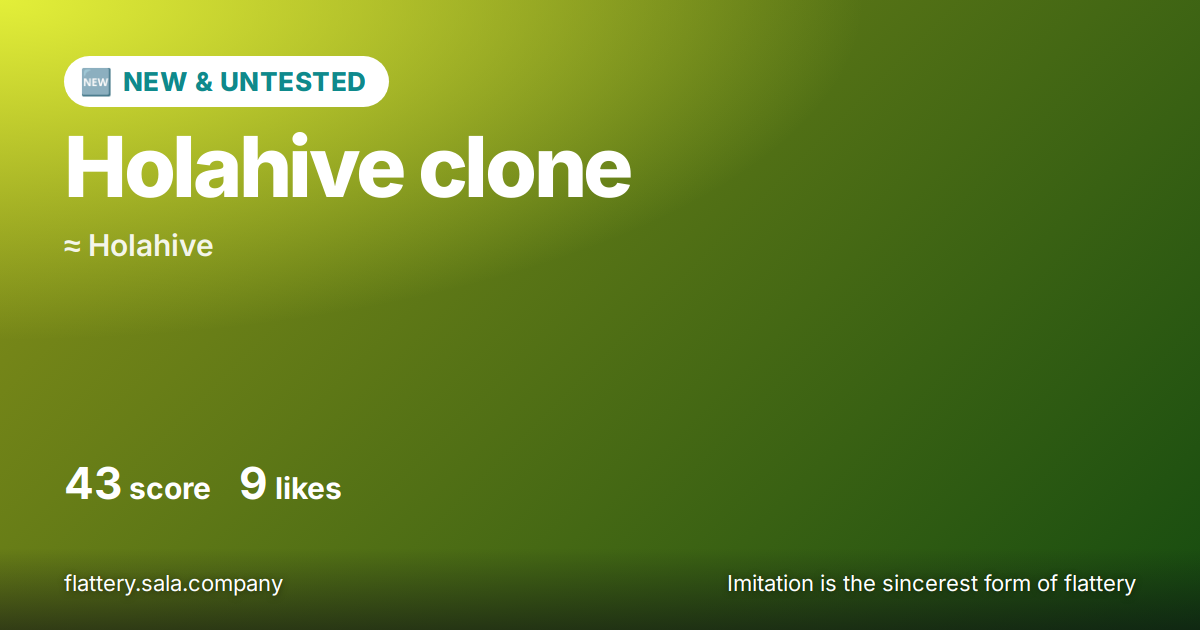 🆕 NEW & UNTESTED
Holahive clone
≈ Holahive
43 score 9 likes
flattery.sala.company
Imitation is the sincerest form of flattery